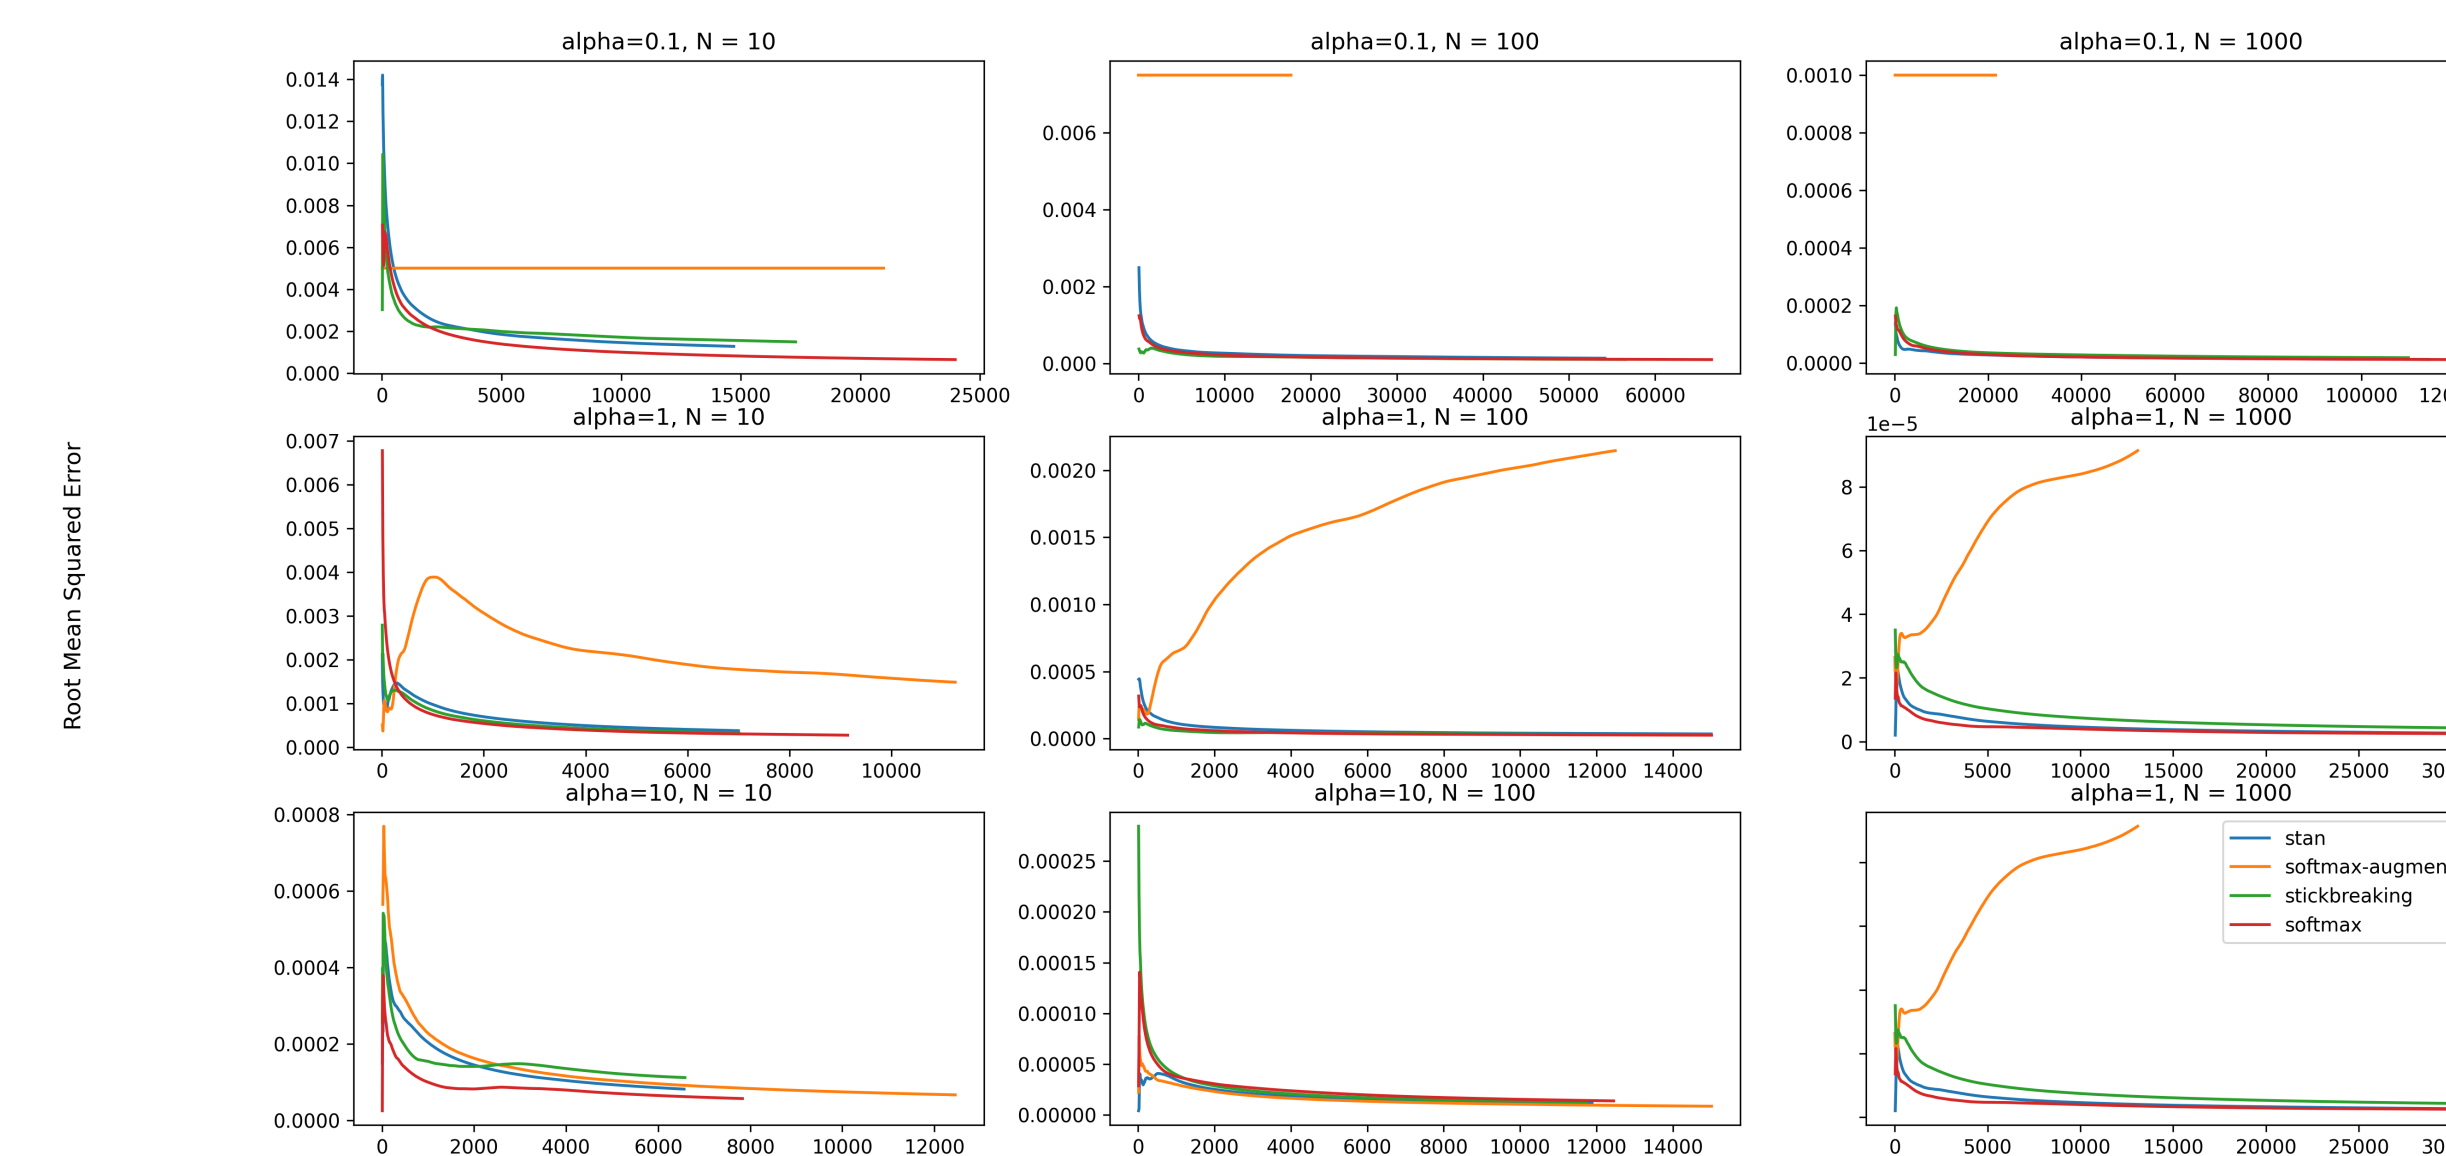 Root Mean Squared Error
alpha=0.1, N = 10
0.014
0.012
0.010
0.008
0.006
0.004
0.002
0.000
0 5000 10000 15000 20000 25000
alpha=0.1, N = 100
0.006
0.004
0.002
0.000
0 10000 20000 30000 40000 50000 60000
alpha=0.1, N = 1000
0.0010
0.0008
0.0006
0.0004
0.0002
0.0000
0 20000 40000 60000 80000 100000 120
alpha=1, N = 10
0.007
0.006
0.005
0.004
0.003
0.002
0.001
0.000
0 2000 4000 6000 8000 10000
alpha=1, N = 100
0.0020
0.0015
0.0010
0.0005
0.0000
0 2000 4000 6000 8000 10000 12000 14000
alpha=1, N = 1000
1e−5
8
6
4
2
0
0 5000 10000 15000 20000 25000 30
alpha=10, N = 10
0.0008
0.0006
0.0004
0.0002
0.0000
0 2000 4000 6000 8000 10000 12000
alpha=10, N = 100
0.00025
0.00020
0.00015
0.00010
0.00005
0.00000
0 2000 4000 6000 8000 10000 12000 14000
alpha=1, N = 1000
stan
softmax-augmen
stickbreaking
softmax
0 5000 10000 15000 20000 25000 30